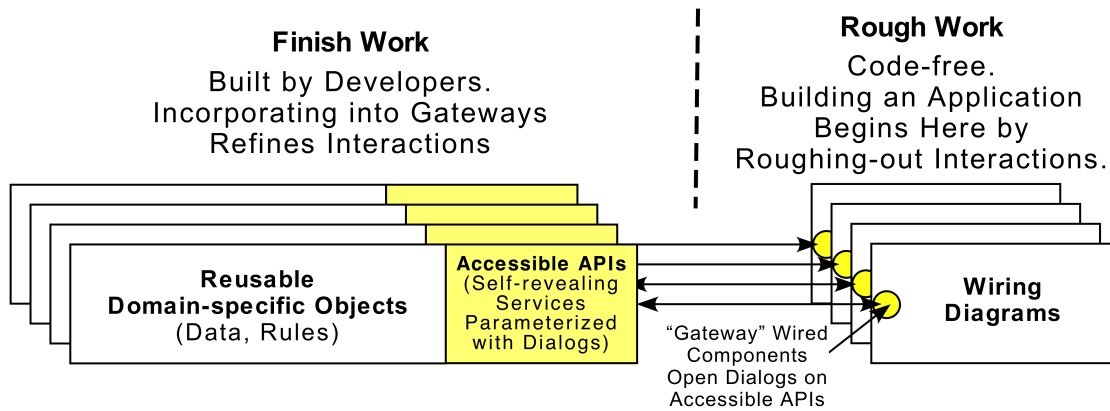 Finish Work
Built by Developers.
Incorporating into Gateways
Refines Interactions
Rough Work
Code-free.
Building an Application
Begins Here by
Roughing-out Interactions.
Reusable
Domain-specific Objects
(Data, Rules)
Accessible APIs
(Self-revealing
Services
Parameterized
with Dialogs)
“Gateway” Wired
Components
Open Dialogs on
Accessible APIs
Wiring
Diagrams